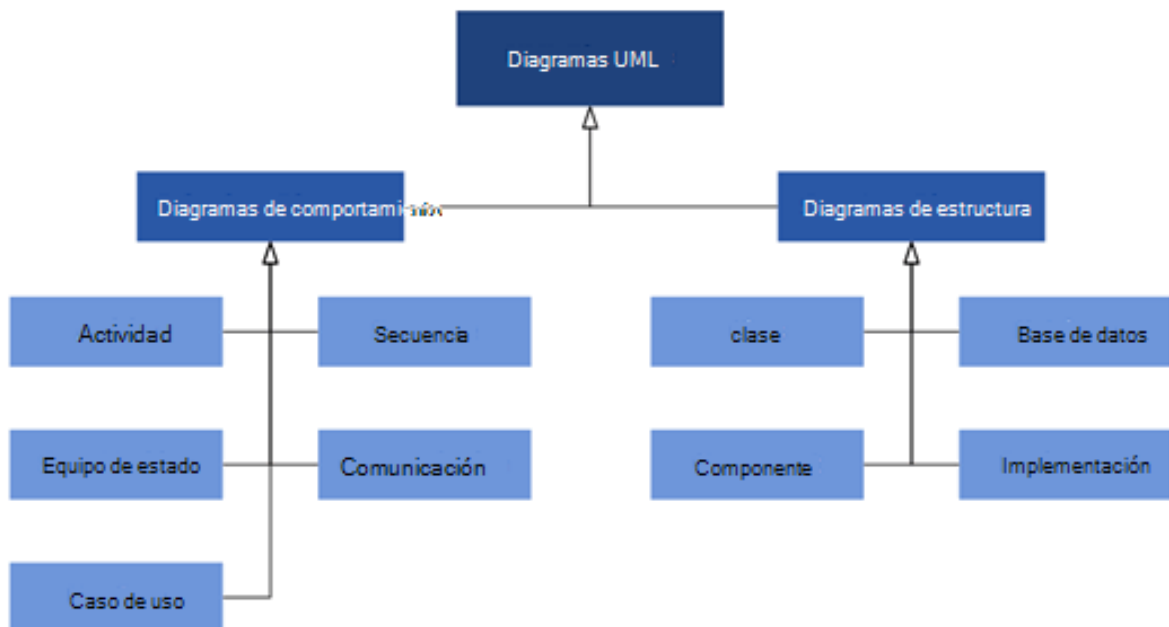 Diagramas UML
Diagramas de comportamientos
Diagramas de estructura
Actividad
Secuencia
clase
Base de datos
Equipo de estado
Comunicación
Componente
Implementación
Caso de uso